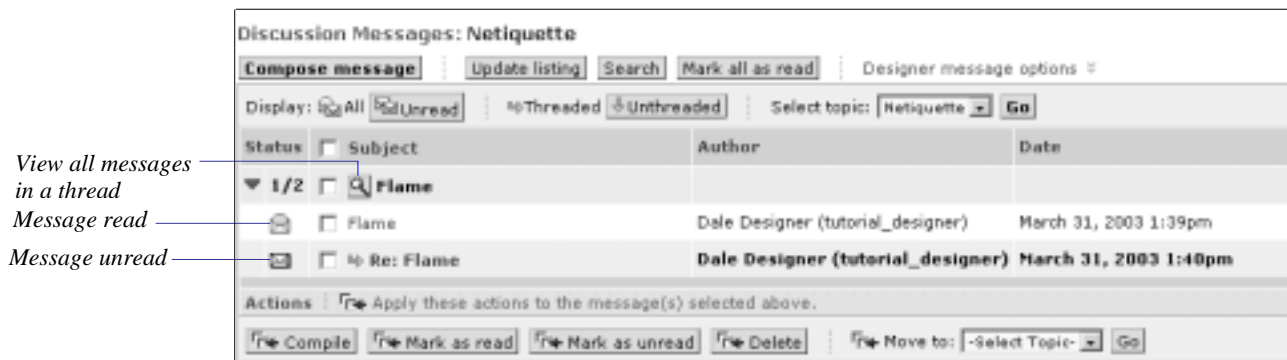 Discussion Messages: Netiquette
Compose message Update listing Search Mark all as read Designer message options
Display: All Unread Threaded Unthreaded Select topic: Netiquette Go
Status Subject Author Date
View all messages
in a thread
1/2 Flame
Message read
Flame Dale Designer (tutorial_designer) March 31, 2003 1:39pm
Message unread
Re: Flame Dale Designer (tutorial_designer) March 31, 2003 1:40pm
Actions Apply these actions to the message(s) selected above.
Compile Mark as read Mark as unread Delete Move to: -Select Topic- Go